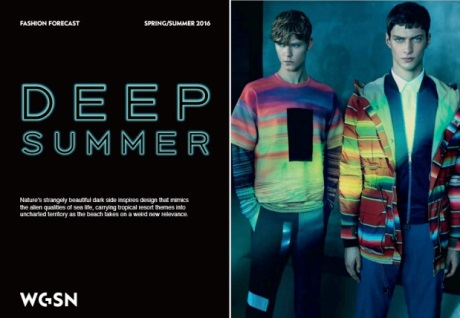 FASHION FORECAST
SPRING/SUMMER 2016
DEEP
SUMMER
Nature's strangely beautiful dark side inspires design that mimics
the alien qualities of sea life, carrying tropical resort themes into
uncharted territory as the beach takes on a weird new relevance.
WGSN